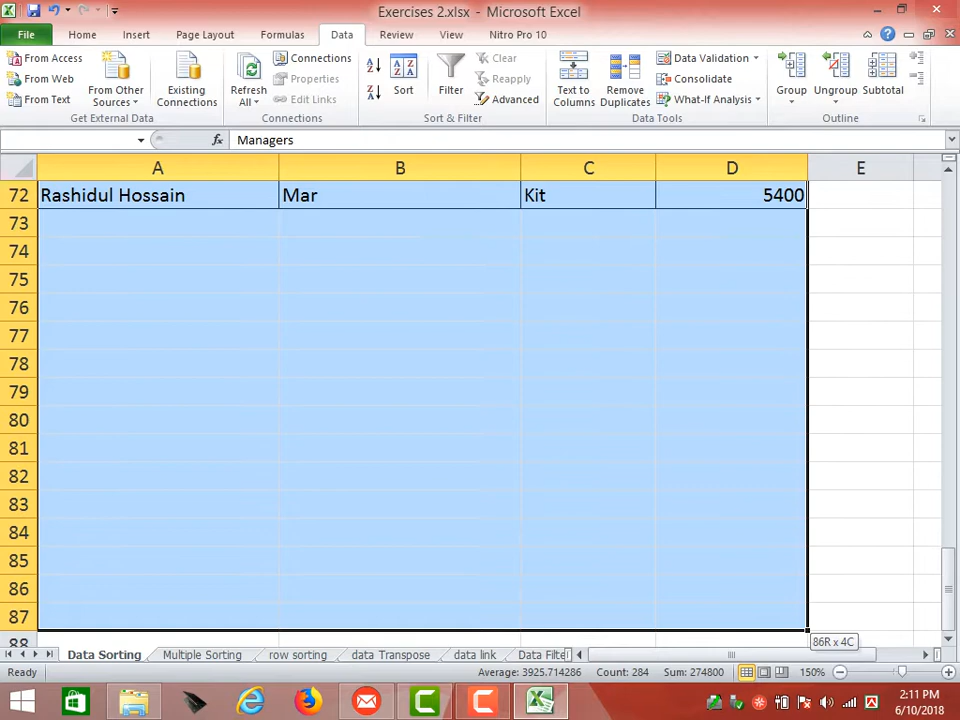 Exercises 2.xlsx - Microsoft Excel
File Home Insert Page Layout Formulas Data Review View Nitro Pro 10
From Access
From Web
From Text
From Other Sources
Existing Connections
Get External Data
Refresh All
Connections
Properties
Edit Links
Connections
Sort
Filter
Clear
Reapply
Advanced
Sort & Filter
Text to Columns
Remove Duplicates
Data Validation
Consolidate
What-If Analysis
Data Tools
Group
Ungroup
Subtotal
Outline
fx Managers
A B C D E
72 Rashidul Hossain Mar Kit 5400
73
74
75
76
77
78
79
80
81
82
83
84
85
86
87
88
86R x 4C
Data Sorting Multiple Sorting row sorting data Transpose data link Data Filte
Ready Average: 3925.714286 Count: 284 Sum: 274800 150%
2:11 PM
6/10/2018